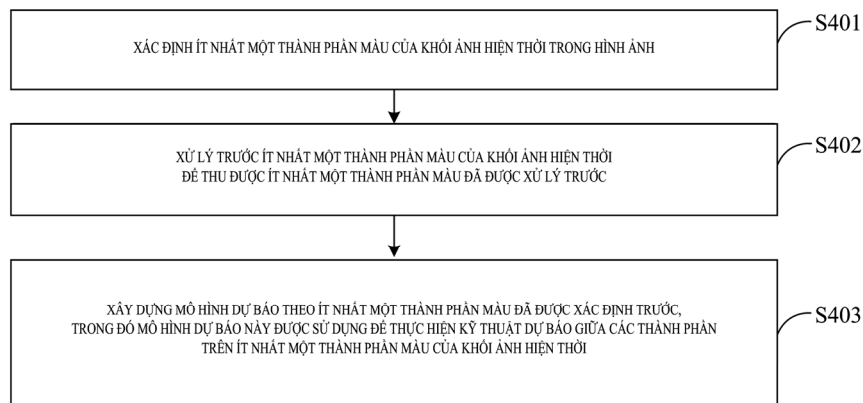 XÁC ĐỊNH ÍT NHẤT MỘT THÀNH PHẦN MÀU CỦA KHỐI ẢNH HIỆN THỜI TRONG HÌNH ẢNH
S401
XỬ LÝ TRƯỚC ÍT NHẤT MỘT THÀNH PHẦN MÀU CỦA KHỐI ẢNH HIỆN THỜI
ĐỂ THU ĐƯỢC ÍT NHẤT MỘT THÀNH PHẦN MÀU ĐÃ ĐƯỢC XỬ LÝ TRƯỚC
S402
XÂY DỰNG MÔ HÌNH DỰ BÁO THEO ÍT NHẤT MỘT THÀNH PHẦN MÀU ĐÃ ĐƯỢC XÁC ĐỊNH TRƯỚC,
TRONG ĐÓ MÔ HÌNH DỰ BÁO NÀY ĐƯỢC SỬ DỤNG ĐỂ THỰC HIỆN KỸ THUẬT DỰ BÁO GIỮA CÁC THÀNH PHẦN
TRÊN ÍT NHẤT MỘT THÀNH PHẦN MÀU CỦA KHỐI ẢNH HIỆN THỜI
S403